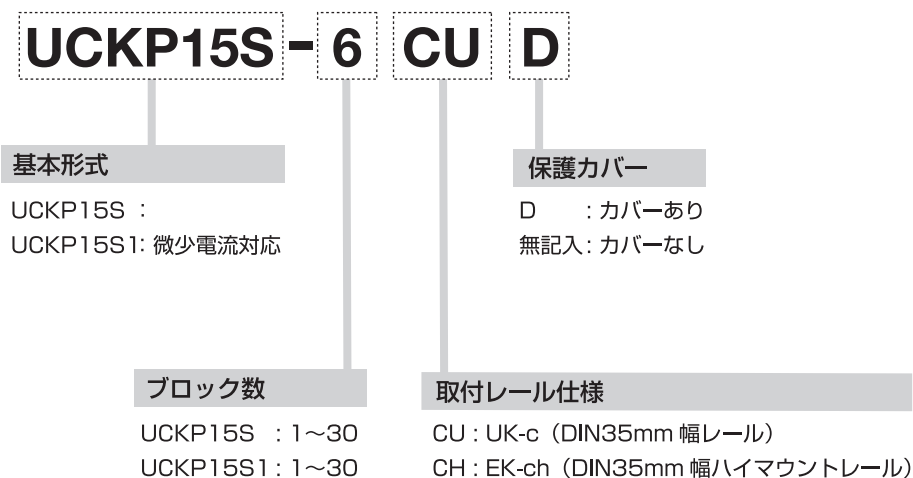 UCKP15S-6 CU D
基本形式
UCKP15S :
UCKP15S1: 微少電流対応
保護カバー
D : カバーあり
無記入 : カバーなし
ブロック数
UCKP15S : 1〜30
UCKP15S1 : 1〜30
取付レール仕様
CU : UK-c（DIN35mm 幅レール）
CH : EK-ch（DIN35mm 幅ハイマウントレール）